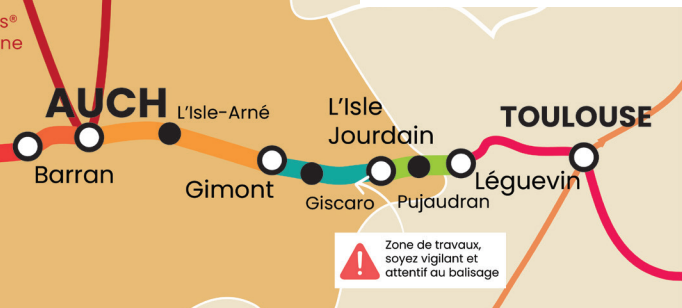 s®
ne
AUCH
L'Isle-Arné
L'Isle
Jourdain
TOULOUSE
Barran
Gimont
Giscaro
Pujaudran
Léguevin
Zone de travaux,
soyez vigilant et
attentif au balisage